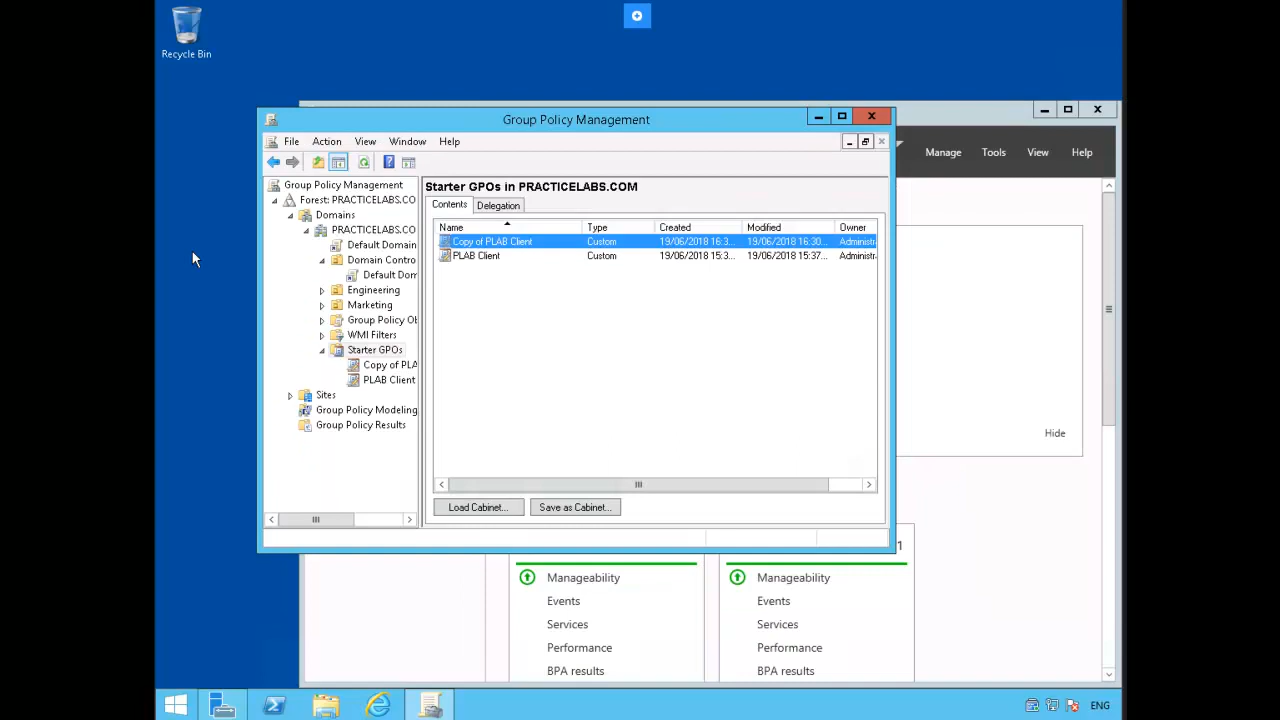 Recycle Bin
Group Policy Management
File Action View Window Help
Manage Tools View Help
Group Policy Management
Forest: PRACTICELABS.CO
Domains
PRACTICELABS.CO
Default Domain
Domain Contro
Default Dom
Engineering
Marketing
Group Policy Ob
WMI Filters
Starter GPOs
Copy of PLA
PLAB Client
Sites
Group Policy Modeling
Group Policy Results
Starter GPOs in PRACTICELABS.COM
Contents Delegation
Name Type Created Modified Owner
Copy of PLAB Client Custom 19/06/2018 16:3... 19/06/2018 16:30... Administr
PLAB Client Custom 19/06/2018 15:3... 19/06/2018 15:37... Administr
Load Cabinet... Save as Cabinet...
Hide
1
Manageability Manageability
Events Events
Services Services
Performance Performance
BPA results BPA results
ENG